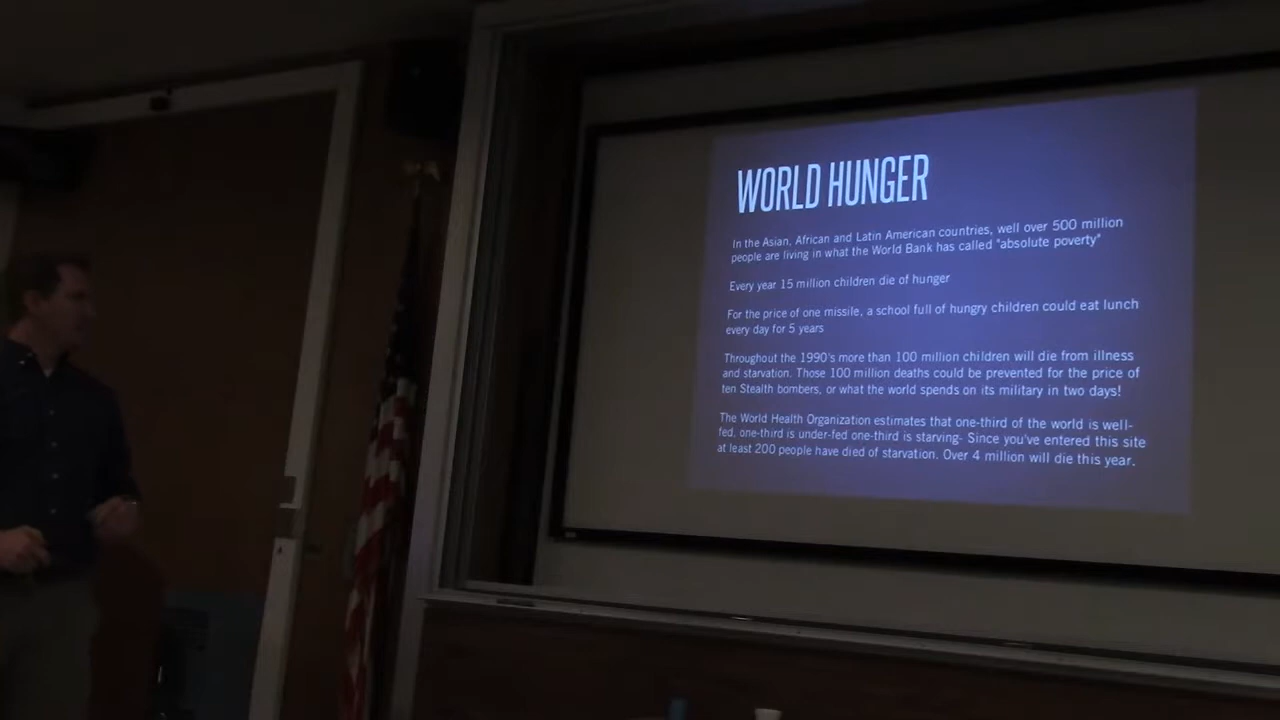 WORLD HUNGER
In the Asian, African and Latin American countries, well over 500 million
people are living in what the World Bank has called "absolute poverty"
Every year 15 million children die of hunger
For the price of one missile, a school full of hungry children could eat lunch
every day for 5 years
Throughout the 1990's more than 100 million children will die from illness
and starvation. Those 100 million deaths could be prevented for the price of
ten Stealth bombers, or what the world spends on its military in two days!
The World Health Organization estimates that one-third of the world is well-
fed, one-third is under-fed one-third is starving- Since you've entered this site
at least 200 people have died of starvation. Over 4 million will die this year.